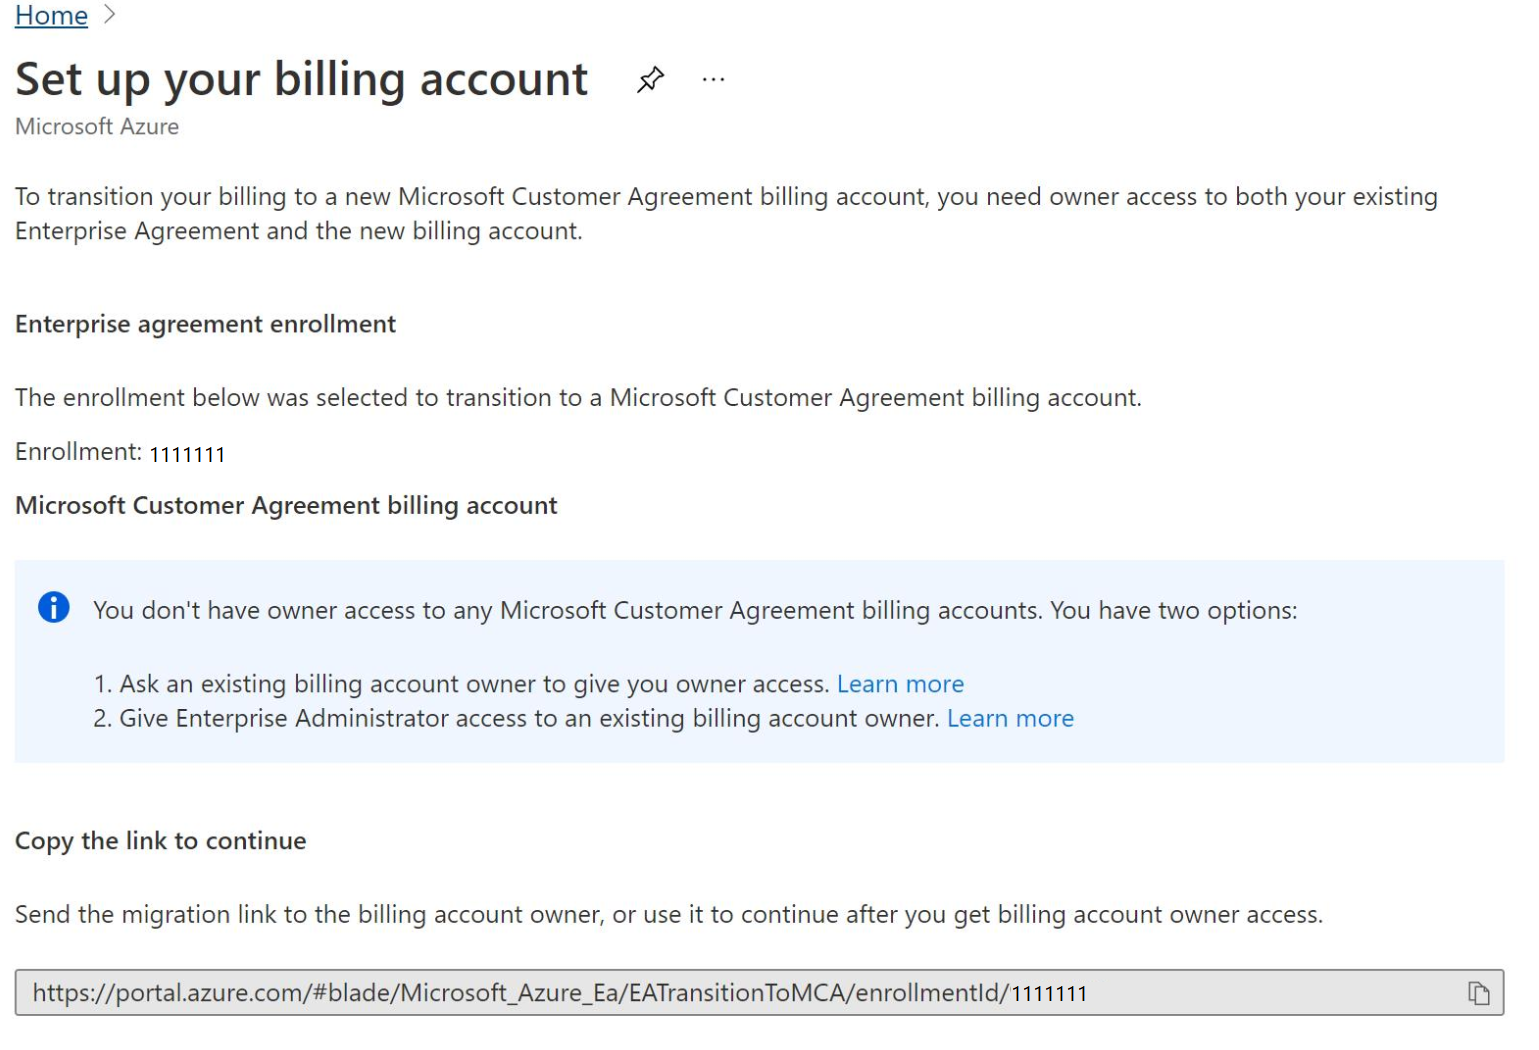 Home >
Set up your billing account ...
Microsoft Azure
To transition your billing to a new Microsoft Customer Agreement billing account, you need owner access to both your existing
Enterprise Agreement and the new billing account.
Enterprise agreement enrollment
The enrollment below was selected to transition to a Microsoft Customer Agreement billing account.
Enrollment: 1111111
Microsoft Customer Agreement billing account
You don't have owner access to any Microsoft Customer Agreement billing accounts. You have two options:
1. Ask an existing billing account owner to give you owner access. Learn more
2. Give Enterprise Administrator access to an existing billing account owner. Learn more
Copy the link to continue
Send the migration link to the billing account owner, or use it to continue after you get billing account owner access.
https://portal.azure.com/#blade/Microsoft_Azure_Ea/EATransitionToMCA/enrollmentId/1111111